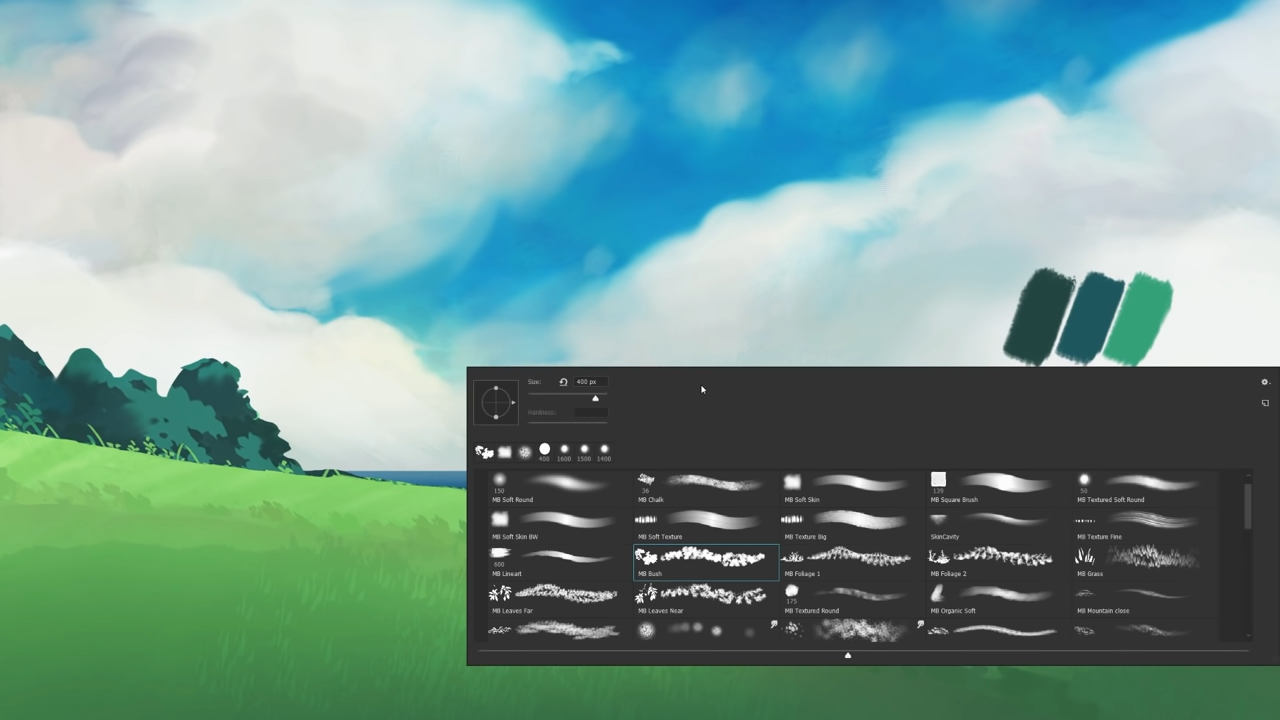 Size: 400 px
Hardness:
400 1600 1500 1400
150 36 139 50
MB Soft Round MB Chalk MB Soft Skin MB Square Brush MB Textured Soft Round
MB Soft Skin BW MB Soft Texture MB Texture Big SkinCavity MB Texture Fine
600
MB Lineart MB Bush MB Foliage 1 MB Foliage 2 MB Grass
175
MB Leaves Far MB Leaves Near MB Textured Round MB Organic Soft MB Mountain close